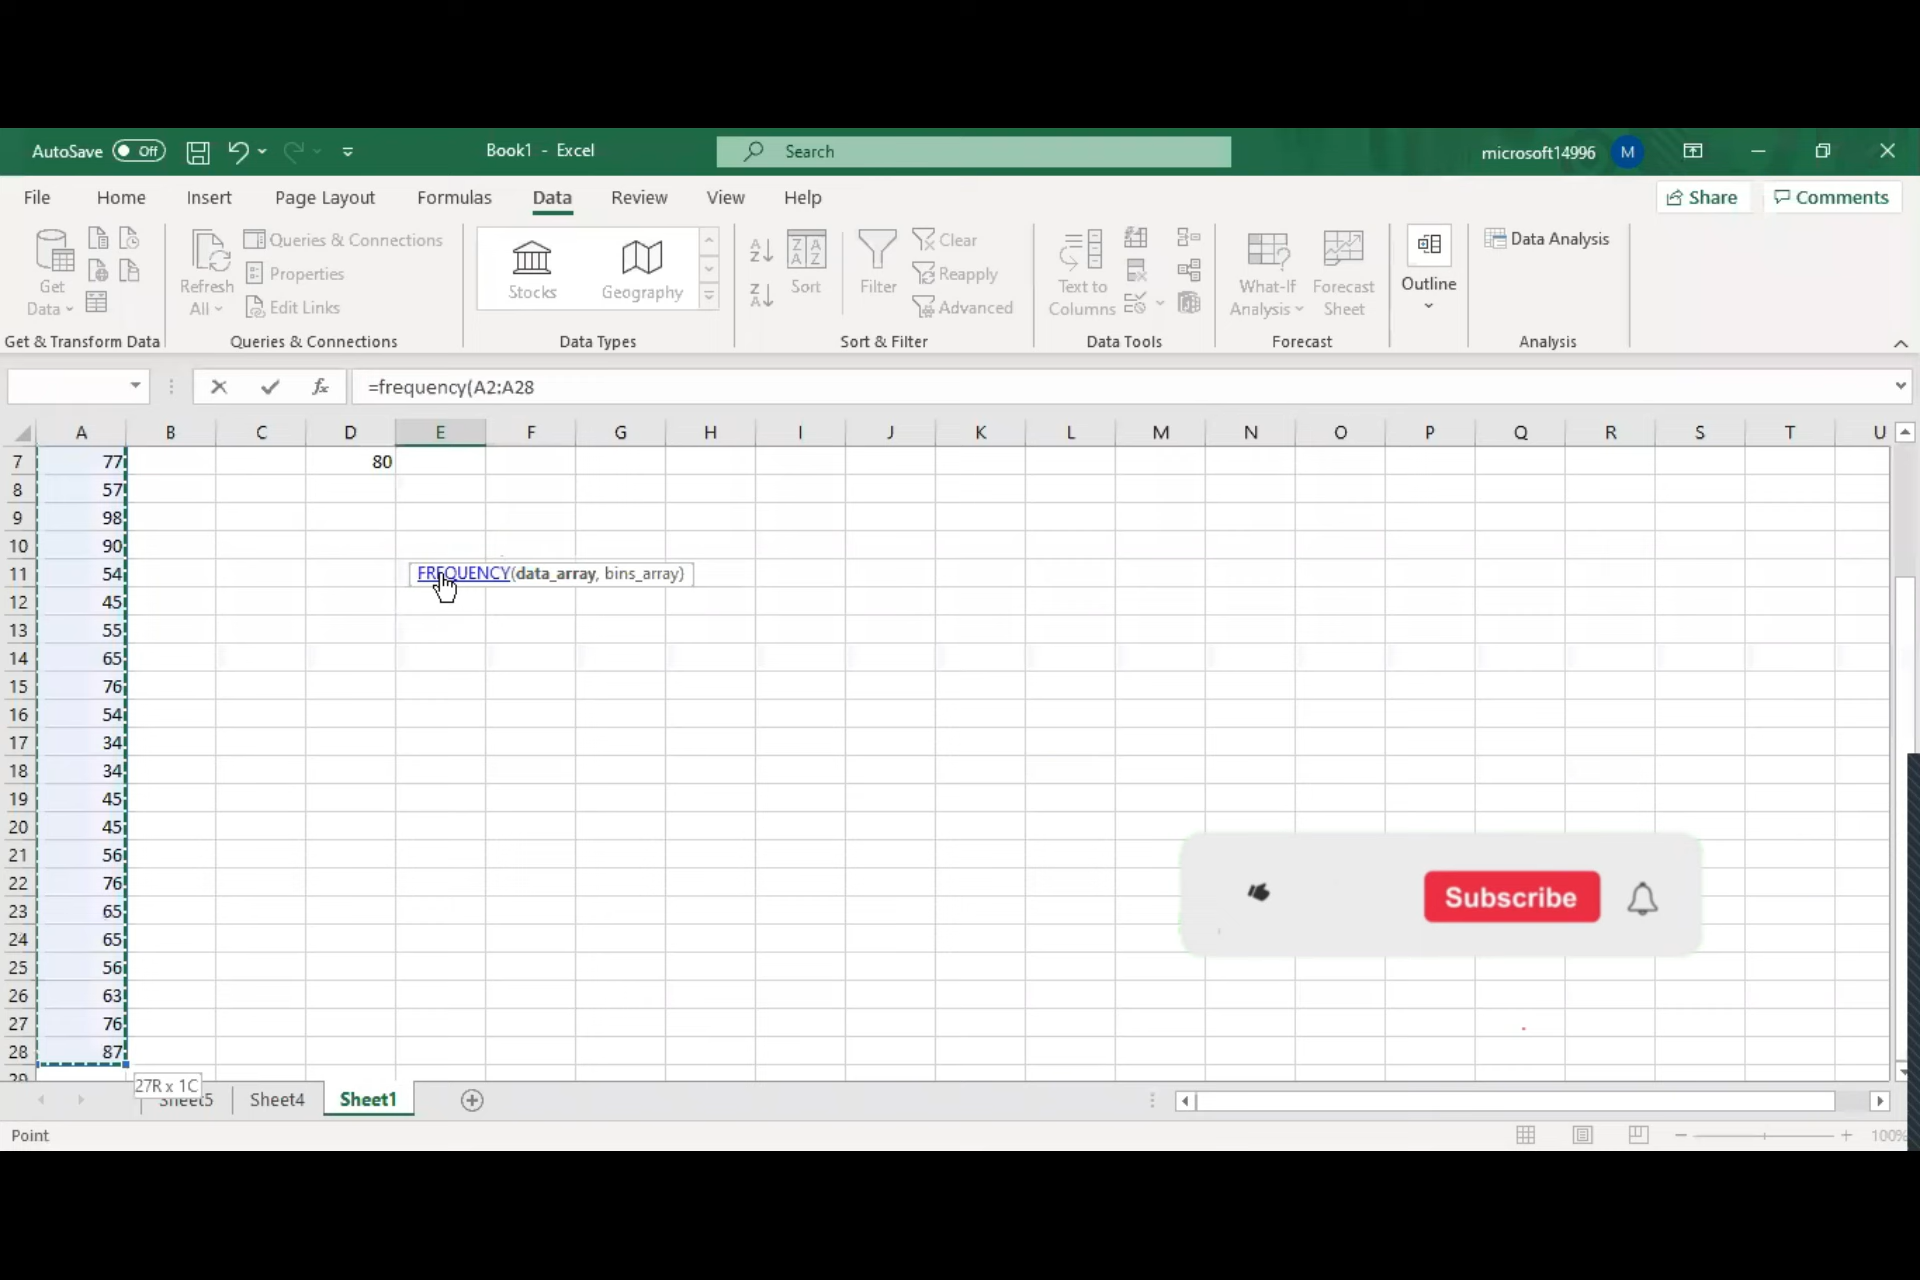 AutoSave Off Book1 - Excel Search microsoft14996 M
File Home Insert Page Layout Formulas Data Review View Help Share Comments
Get Data
Refresh All
Queries & Connections
Properties
Edit Links
Stocks
Geography
Sort
Filter
Clear
Reapply
Advanced
Text to Columns
What-If Analysis
Forecast Sheet
Outline
Data Analysis
Get & Transform Data Queries & Connections Data Types Sort & Filter Data Tools Forecast Analysis
=frequency(A2:A28
A B C D E F G H I J K L M N O P Q R S T U
7 77 80
8 57
9 98
10 90
11 54 FREQUENCY(data_array, bins_array)
12 45
13 55
14 65
15 76
16 54
17 34
18 34
19 45
20 45
21 56
22 76
23 65
24 65
25 56
26 63
27 76
28 87
29
Subscribe
27R x 1C
Sheet5 Sheet4 Sheet1
Point 100%